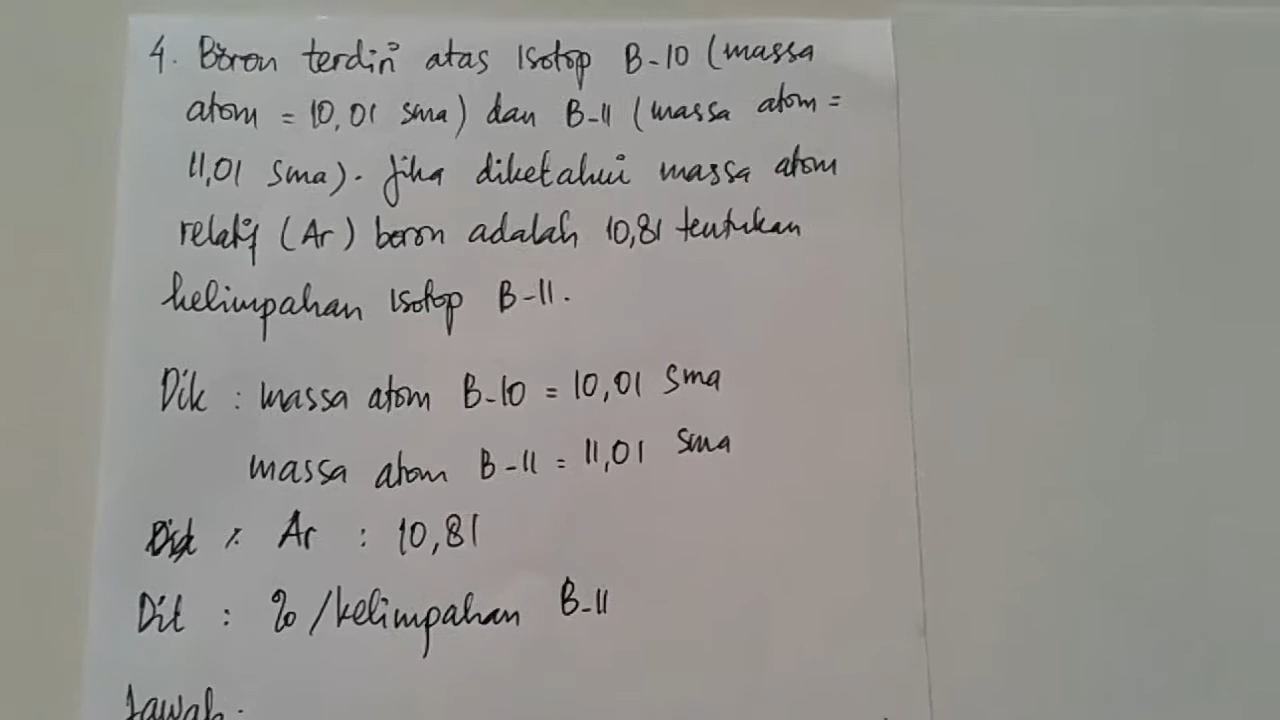 4. Boron terdiri atas Isotop B-10 (massa
atom = 10,01 sma) dan B-11 (massa atom =
11,01 sma). Jika diketahui massa atom
relatif (Ar) boron adalah 10,81 tentukan
kelimpahan Isotop B-11.
Dik : massa atom B-10 = 10,01 sma
massa atom B-11 = 11,01 sma
Ar : 10,81
Dit : % /kelimpahan B-11
Jawab :